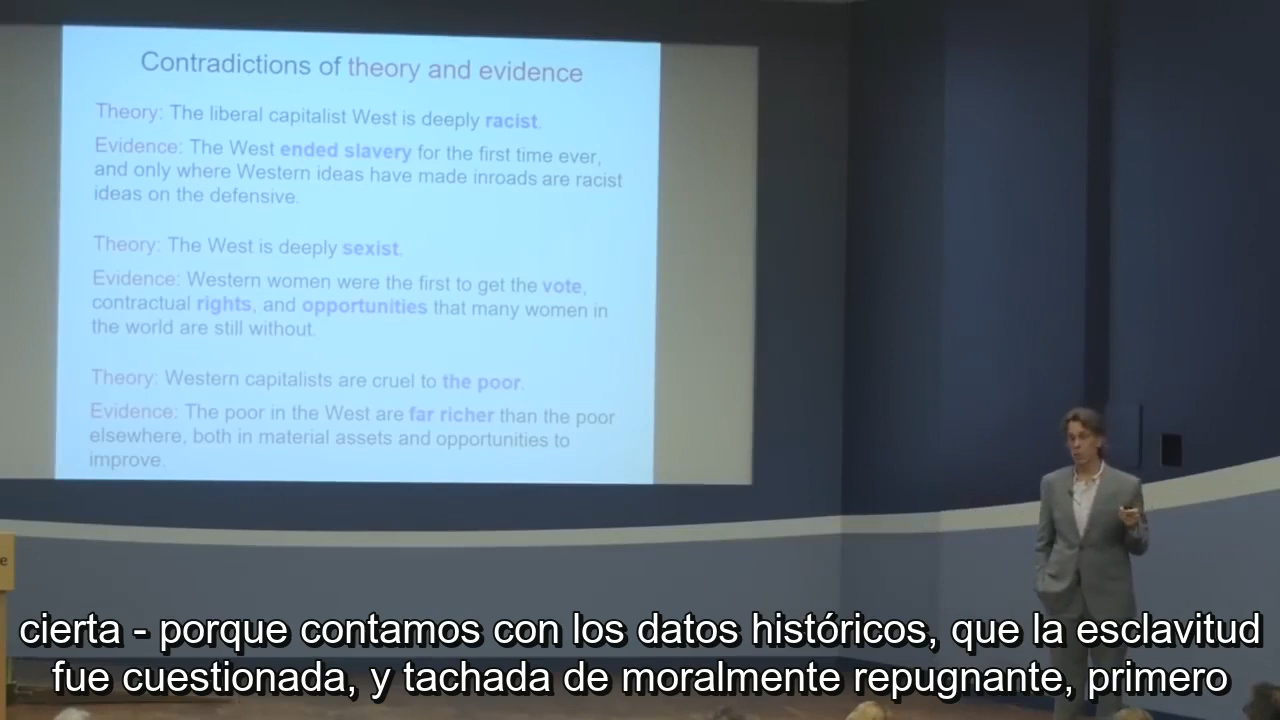 Contradictions of theory and evidence
Theory: The liberal capitalist West is deeply racist.
Evidence: The West ended slavery for the first time ever,
and only where Western ideas have made inroads are racist
ideas on the defensive.
Theory: The West is deeply sexist.
Evidence: Western women were the first to get the vote,
contractual rights, and opportunities that many women in
the world are still without.
Theory: Western capitalists are cruel to the poor.
Evidence: The poor in the West are far richer than the poor
elsewhere, both in material assets and opportunities to
improve.
cierta - porque contamos con los datos históricos, que la esclavitud
fue cuestionada, y tachada de moralmente repugnante, primero